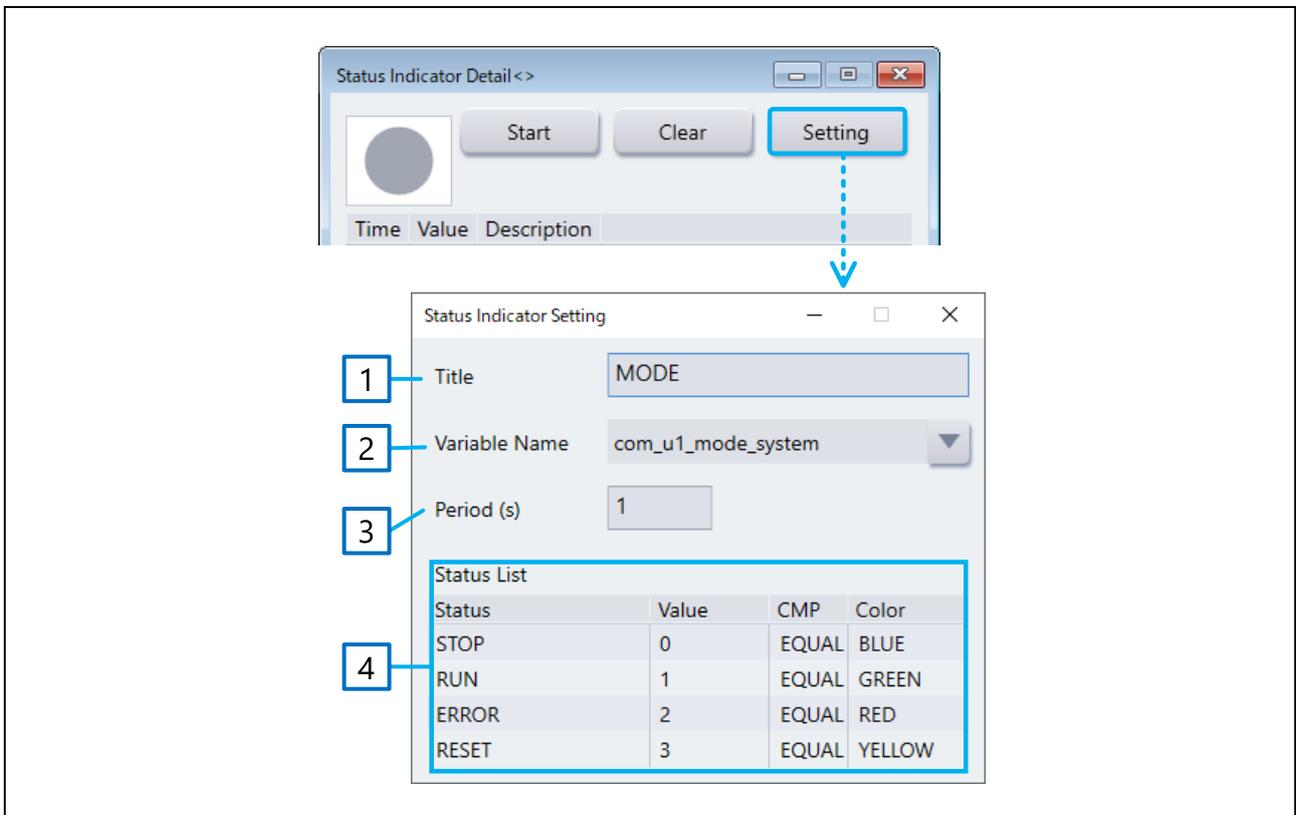 Status Indicator Detail<>
Start Clear Setting
Time Value Description
Status Indicator Setting
1 Title MODE
2 Variable Name com_u1_mode_system
3 Period (s) 1
Status List
Status Value CMP Color
STOP 0 EQUAL BLUE
4
RUN 1 EQUAL GREEN
ERROR 2 EQUAL RED
RESET 3 EQUAL YELLOW